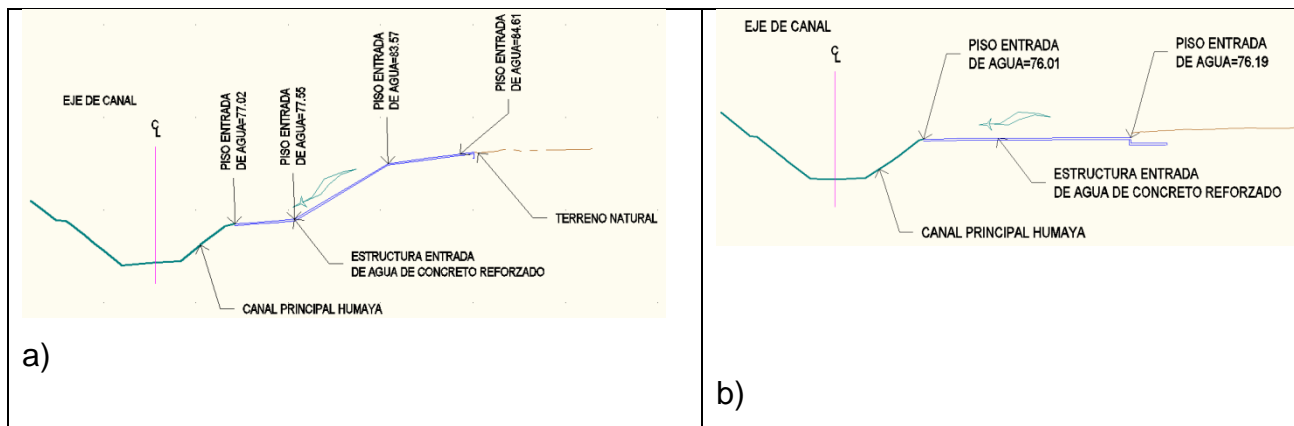 EJE DE CANAL
CL
PISO ENTRADA
DE AGUA=77.02
PISO ENTRADA
DE AGUA=77.55
PISO ENTRADA
DE AGUA=83.57
PISO ENTRADA
DE AGUA=84.61
TERRENO NATURAL
ESTRUCTURA ENTRADA
DE AGUA DE CONCRETO REFORZADO
CANAL PRINCIPAL HUMAYA
a)
EJE DE CANAL
CL
PISO ENTRADA
DE AGUA=76.01
PISO ENTRADA
DE AGUA=76.19
ESTRUCTURA ENTRADA
DE AGUA DE CONCRETO REFORZADO
CANAL PRINCIPAL HUMAYA
b)